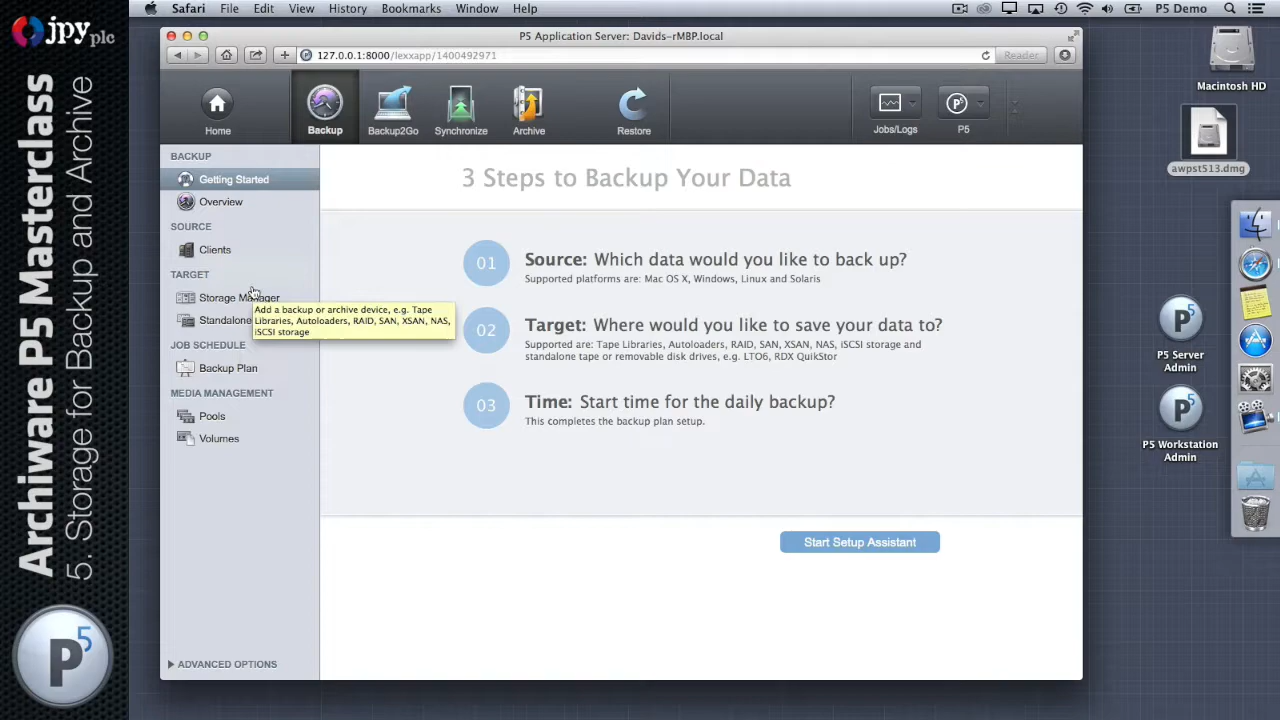 jpy plc
Archiware P5 Masterclass
5. Storage for Backup and Archive
P5
Safari File Edit View History Bookmarks Window Help
P5 Demo
P5 Application Server: Davids-rMBP.local
127.0.0.1:8000/lexxapp/1400492971
Reader
Home
Backup
Backup2Go
Synchronize
Archive
Restore
Jobs/Logs
P5
BACKUP
Getting Started
Overview
SOURCE
Clients
TARGET
Storage Manager
Standalone
Add a backup or archive device, e.g. Tape
Libraries, Autoloaders, RAID, SAN, XSAN, NAS,
iSCSI storage
JOB SCHEDULE
Backup Plan
MEDIA MANAGEMENT
Pools
Volumes
ADVANCED OPTIONS
3 Steps to Backup Your Data
01
Source: Which data would you like to back up?
Supported platforms are: Mac OS X, Windows, Linux and Solaris
02
Target: Where would you like to save your data to?
Supported are: Tape Libraries, Autoloaders, RAID, SAN, XSAN, NAS, iSCSI storage and
standalone tape or removable disk drives, e.g. LTO6, RDX QuikStor
03
Time: Start time for the daily backup?
This completes the backup plan setup.
Start Setup Assistant
Macintosh HD
awpst513.dmg
P5
P5 Server
Admin
P5
P5 Workstation
Admin